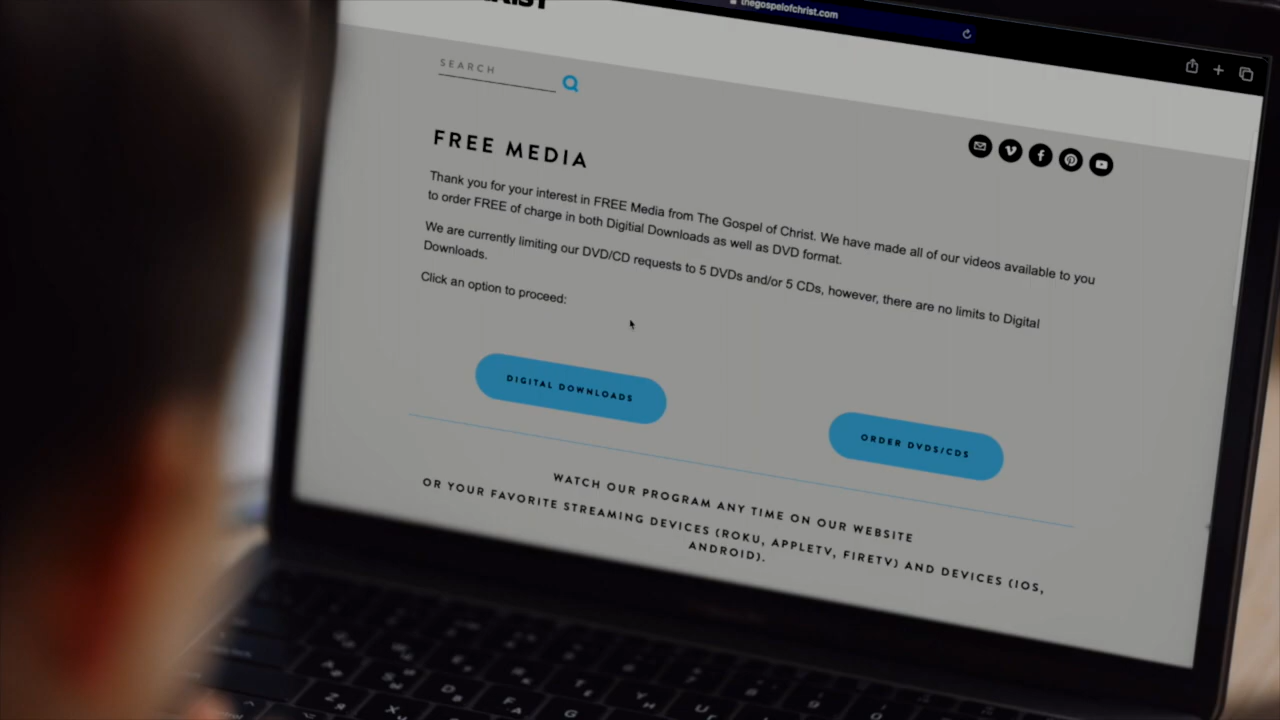 thegospelofchrist.com
SEARCH
FREE MEDIA
Thank you for your interest in FREE Media from The Gospel of Christ. We have made all of our videos available to you
to order FREE of charge in both Digitial Downloads as well as DVD format.
We are currently limiting our DVD/CD requests to 5 DVDs and/or 5 CDs, however, there are no limits to Digital
Downloads.
Click an option to proceed:
DIGITAL DOWNLOADS
ORDER DVDS/CDS
WATCH OUR PROGRAM ANY TIME ON OUR WEBSITE
OR YOUR FAVORITE STREAMING DEVICES (ROKU, APPLETV, FIRETV) AND DEVICES (IOS,
ANDROID).